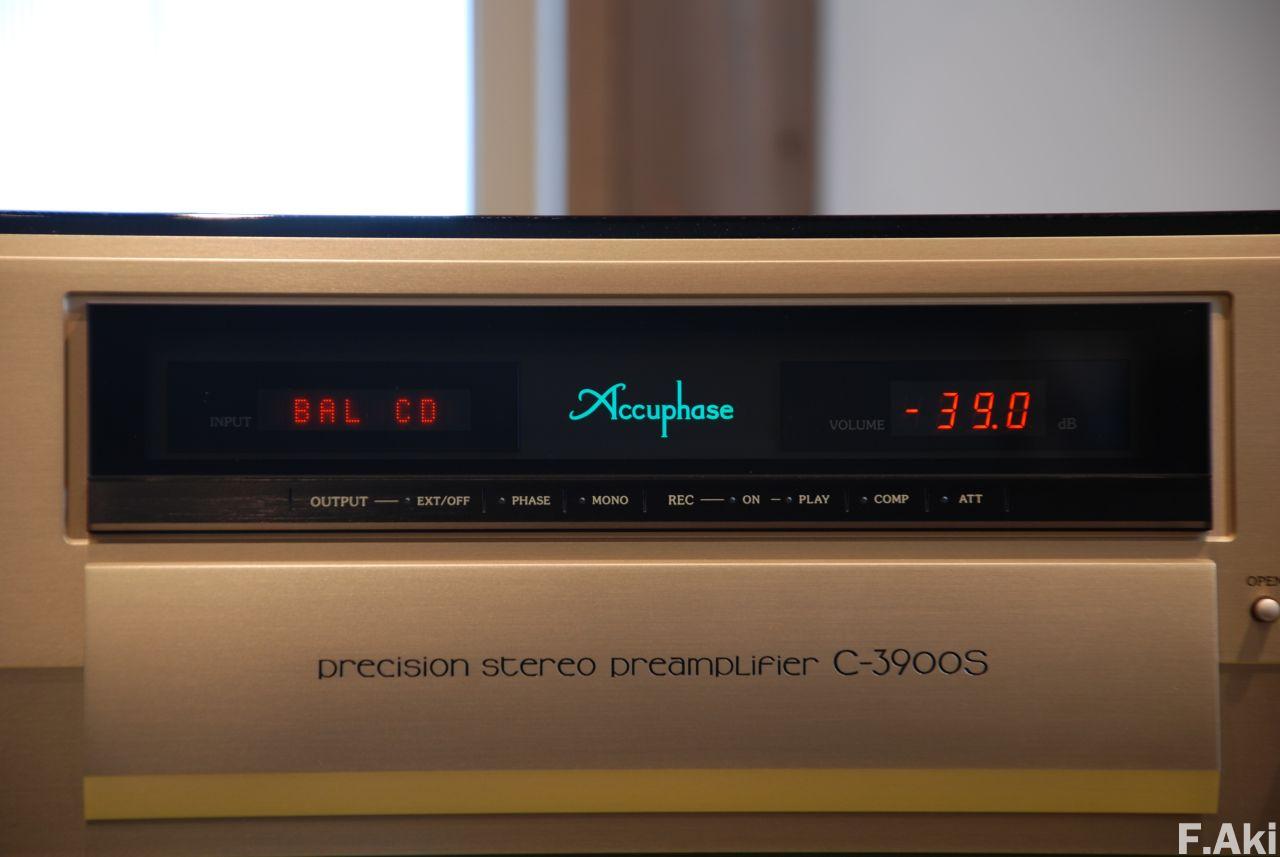 INPUT BAL CD Accuphase VOLUME -39.0 dB
OUTPUT EXT/OFF PHASE MONO REC ON PLAY COMP ATT
OPEN
precision stereo preamplifier C-3900S
F.Aki